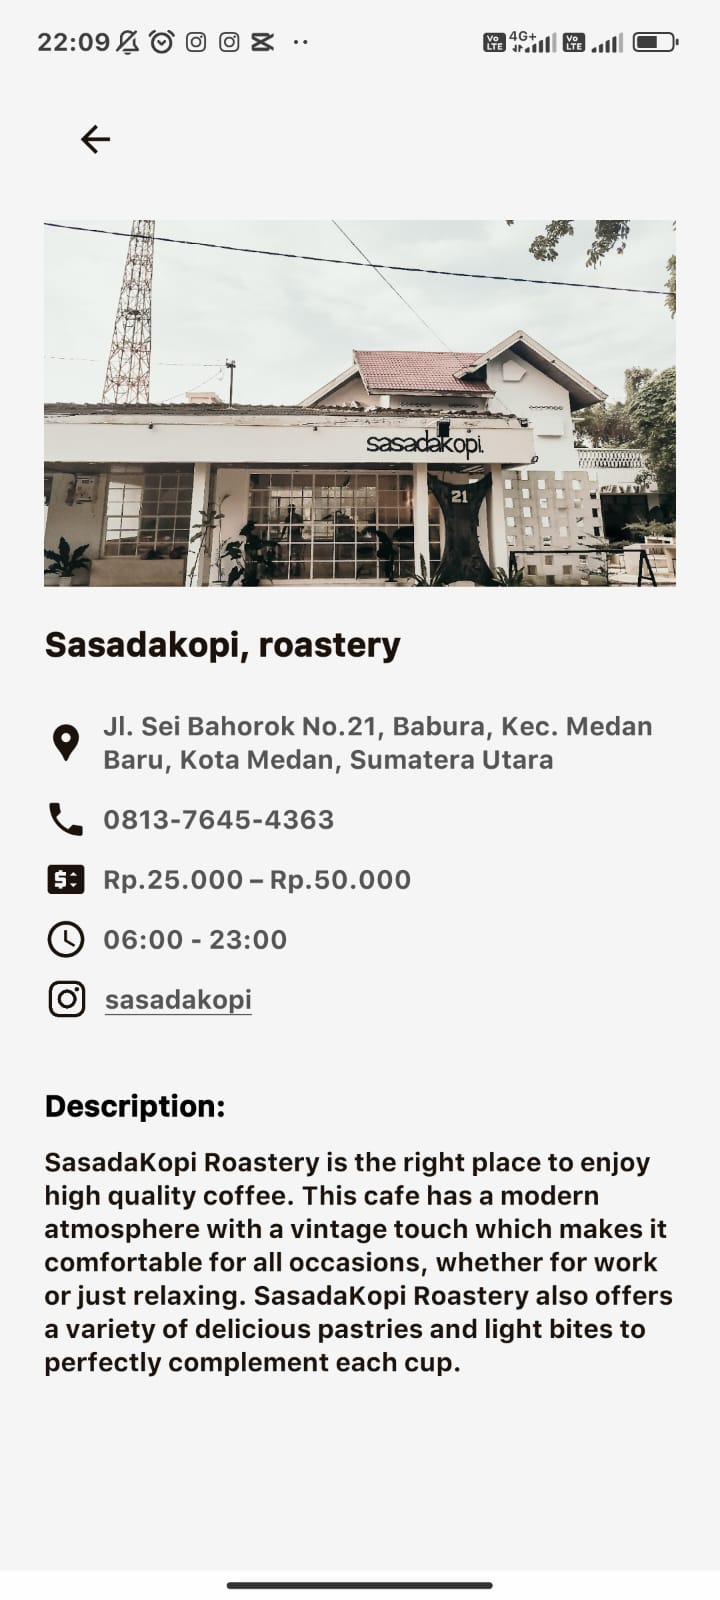 22:09
Vo LTE 4G+ Vo LTE
sasadakopi.
21
Sasadakopi, roastery
Jl. Sei Bahorok No.21, Babura, Kec. Medan
Baru, Kota Medan, Sumatera Utara
0813-7645-4363
Rp.25.000 – Rp.50.000
06:00 - 23:00
sasadakopi
Description:
SasadaKopi Roastery is the right place to enjoy
high quality coffee. This cafe has a modern
atmosphere with a vintage touch which makes it
comfortable for all occasions, whether for work
or just relaxing. SasadaKopi Roastery also offers
a variety of delicious pastries and light bites to
perfectly complement each cup.